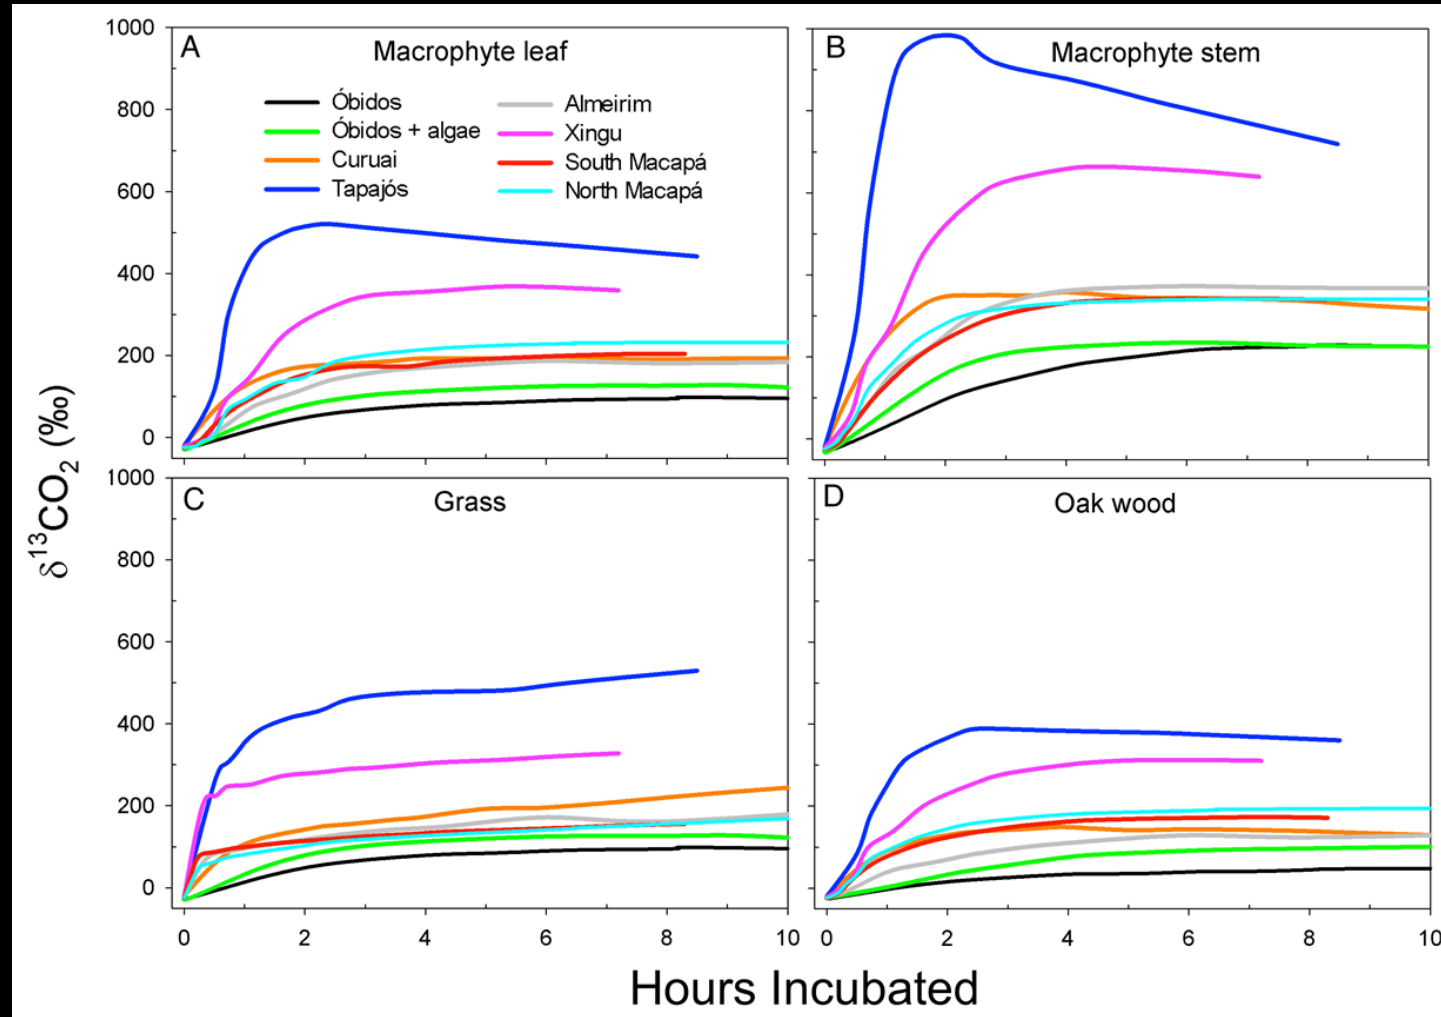 A
Macrophyte leaf
Óbidos
Óbidos + algae
Curuai
Tapajós
Almeirim
Xingu
South Macapá
North Macapá
1000
800
600
400
200
0
B
Macrophyte stem
δ¹³CO₂ (‰)
C
Grass
1000
800
600
400
200
0
0 2 4 6 8 10
D
Oak wood
0 2 4 6 8 10
Hours Incubated